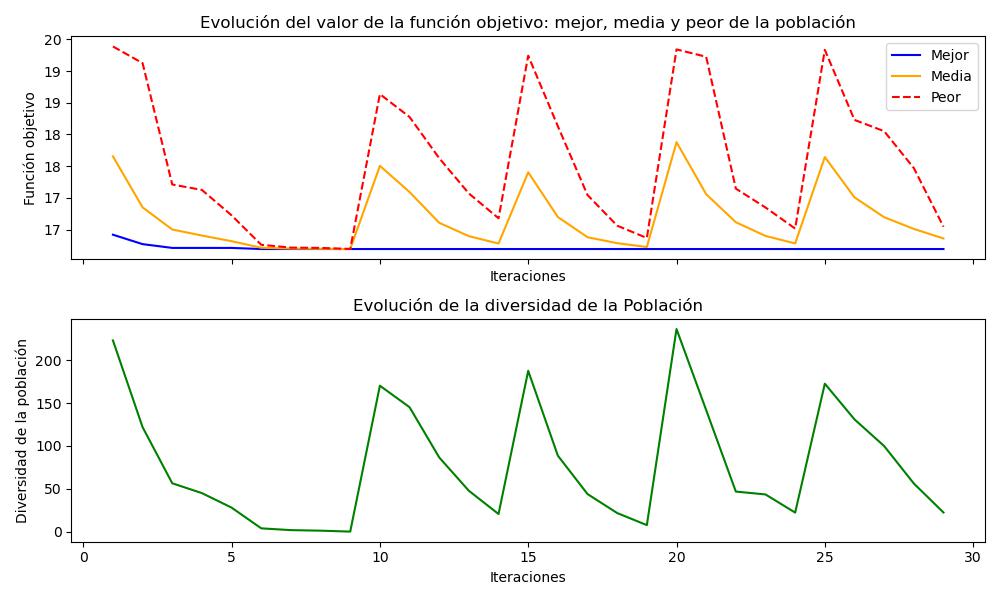 Evolución del valor de la función objetivo: mejor, media y peor de la población
Función objetivo
20
19
19
18
18
17
17
Mejor
Media
Peor
Iteraciones
Evolución de la diversidad de la Población
Diversidad de la población
200
150
100
50
0
0 5 10 15 20 25 30
Iteraciones